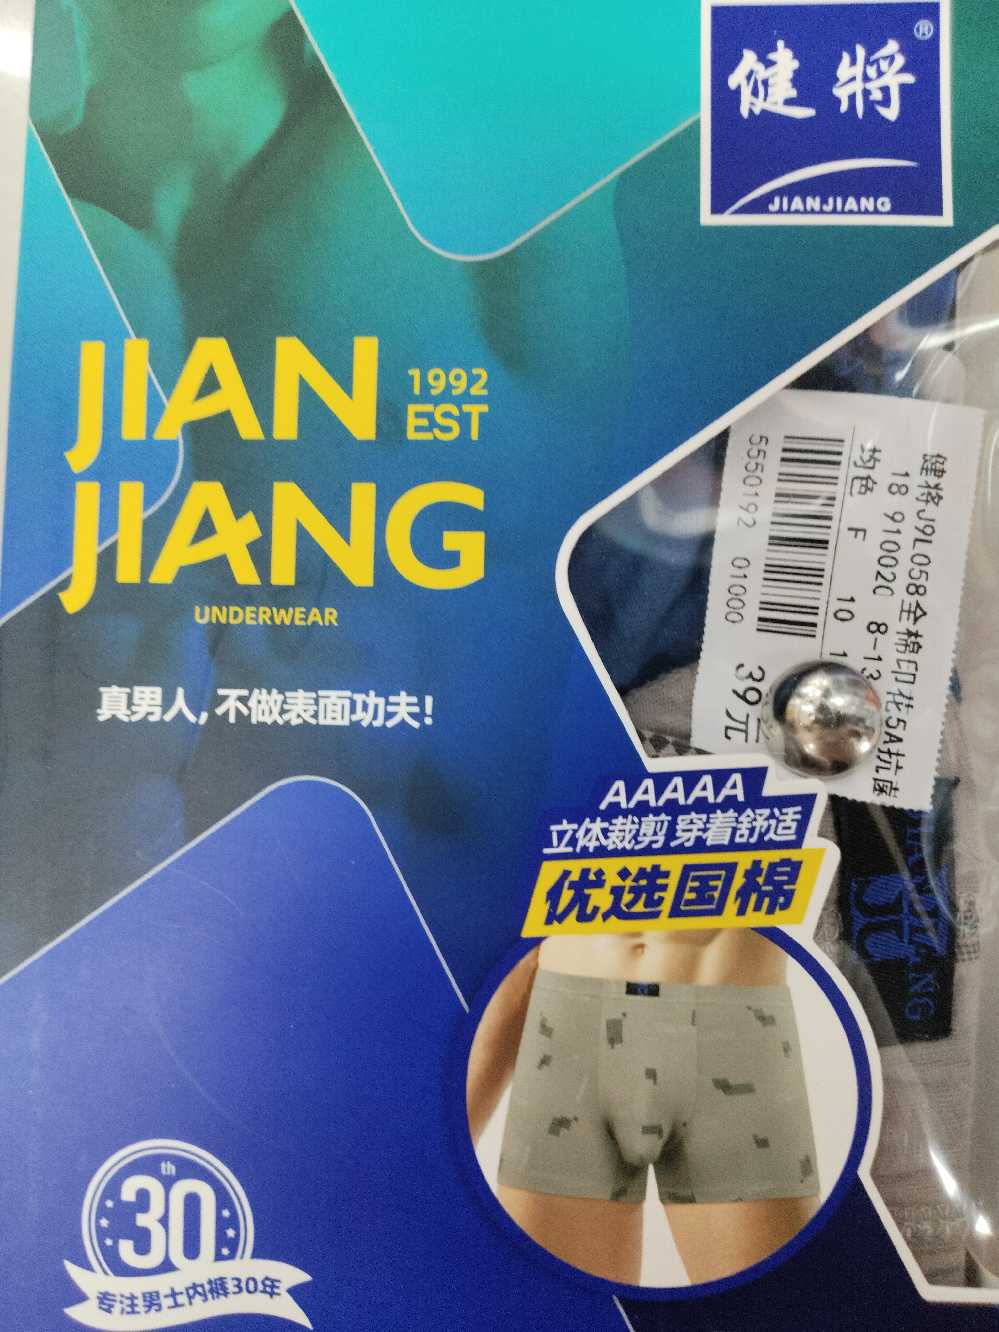 健将®
JIANJIANG
JIAN
JIANG
1992
EST
UNDERWEAR
真男人,不做表面功夫!
健将J9L058全棉印花5A抗菌
18 910020 8-13
均色 F 10 1
5550192 01000
39元
AAAAA
立体裁剪 穿着舒适
优选国棉
JIANJIANG
30th
专注男士内裤30年